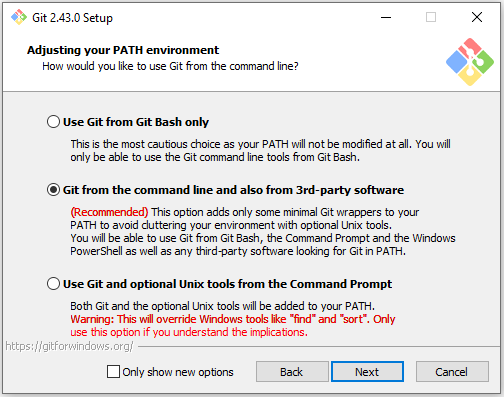 Git 2.43.0 Setup
Adjusting your PATH environment
How would you like to use Git from the command line?
Use Git from Git Bash only
This is the most cautious choice as your PATH will not be modified at all. You will
only be able to use the Git command line tools from Git Bash.
Git from the command line and also from 3rd-party software
(Recommended) This option adds only some minimal Git wrappers to your
PATH to avoid cluttering your environment with optional Unix tools.
You will be able to use Git from Git Bash, the Command Prompt and the Windows
PowerShell as well as any third-party software looking for Git in PATH.
Use Git and optional Unix tools from the Command Prompt
Both Git and the optional Unix tools will be added to your PATH.
Warning: This will override Windows tools like "find" and "sort". Only
use this option if you understand the implications.
https://gitforwindows.org/
Only show new options
Back
Next
Cancel